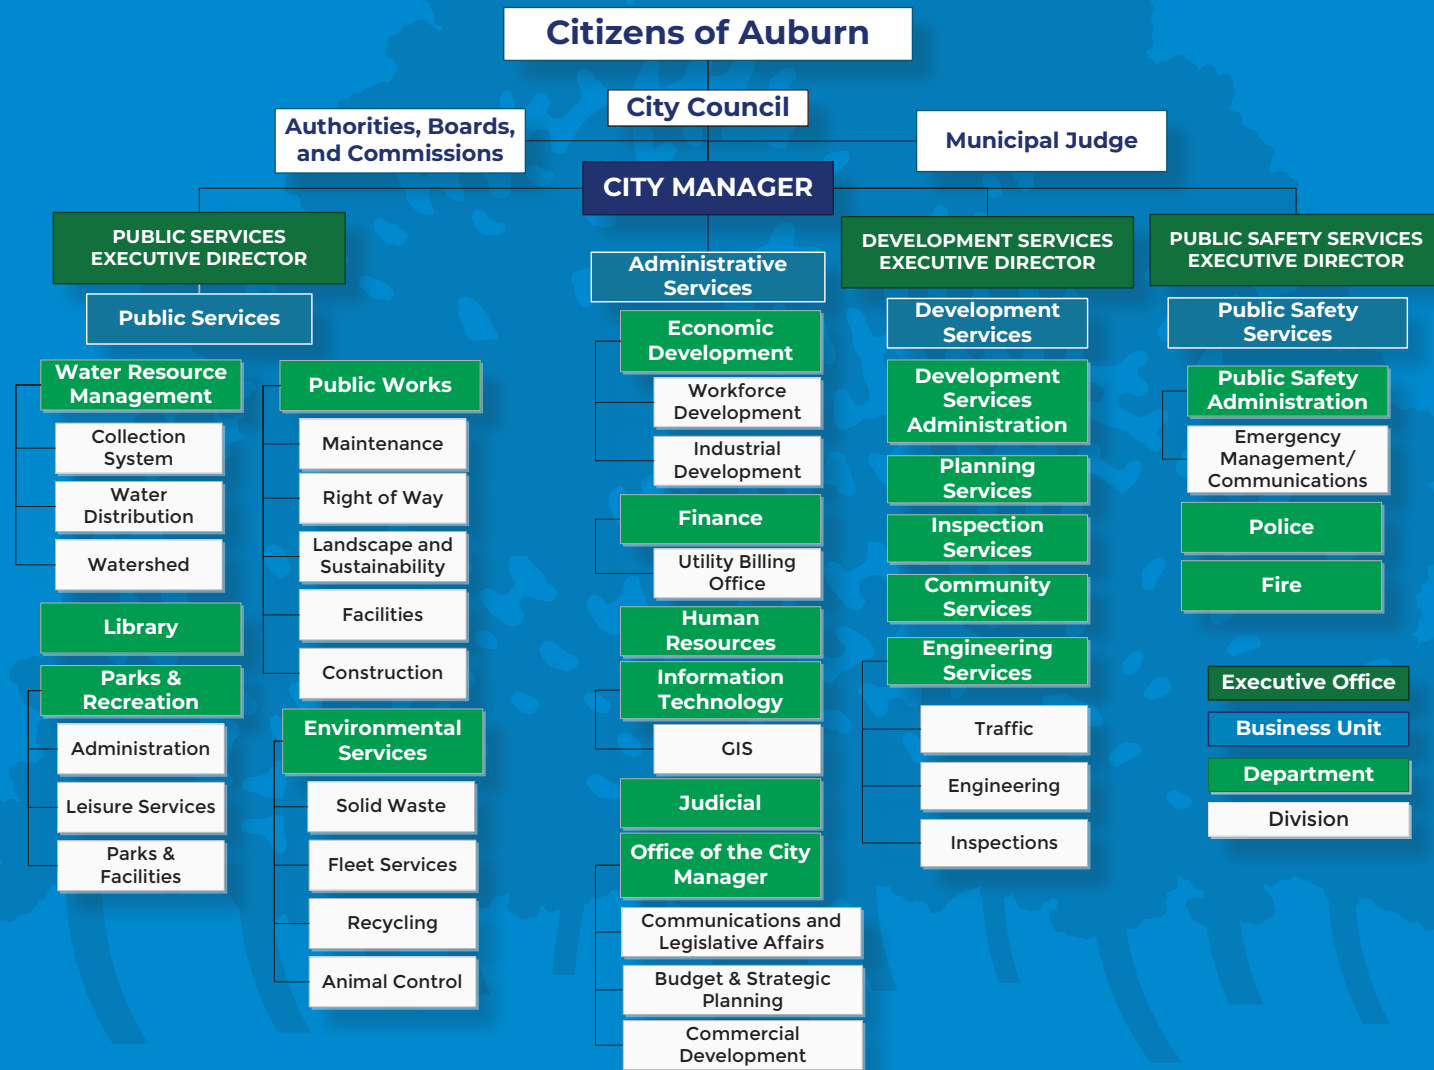 Citizens of Auburn
City Council
Authorities, Boards,
and Commissions
Municipal Judge
CITY MANAGER
PUBLIC SERVICES
EXECUTIVE DIRECTOR
Public Services
Water Resource
Management
Collection
System
Water
Distribution
Watershed
Library
Parks &
Recreation
Administration
Leisure Services
Parks &
Facilities
Public Works
Maintenance
Right of Way
Landscape and
Sustainability
Facilities
Construction
Environmental
Services
Solid Waste
Fleet Services
Recycling
Animal Control
Administrative
Services
Economic
Development
Workforce
Development
Industrial
Development
Finance
Utility Billing
Office
Human
Resources
Information
Technology
GIS
Judicial
Office of the City
Manager
Communications and
Legislative Affairs
Budget & Strategic
Planning
Commercial
Development
DEVELOPMENT SERVICES
EXECUTIVE DIRECTOR
Development
Services
Development
Services
Administration
Planning
Services
Inspection
Services
Community
Services
Engineering
Services
Traffic
Engineering
Inspections
PUBLIC SAFETY SERVICES
EXECUTIVE DIRECTOR
Public Safety
Services
Public Safety
Administration
Emergency
Management/
Communications
Police
Fire
Executive Office
Business Unit
Department
Division